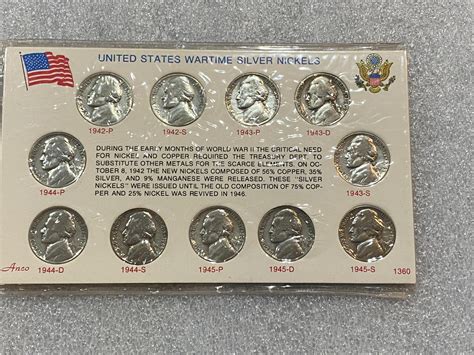 UNITED STATES WARTIME SILVER NICKELS
1942-P 1942-S 1943-P 1943-D
DURING THE EARLY MONTHS OF WORLD WAR II THE CRITICAL NEED
FOR NICKEL AND COPPER REQUIRED THE TREASURY DEPT. TO
SUBSTITUTE OTHER METALS FOR THE SCARCE ELEMENTS. ON OC-
TOBER 8, 1942 THE NEW NICKELS COMPOSED OF 56% COPPER, 35%
SILVER, AND 9% MANGANESE WERE RELEASED. THESE "SILVER
NICKELS" WERE ISSUED UNTIL THE OLD COMPOSITION OF 75% COP-
PER AND 25% NICKEL WAS REVIVED IN 1946.
1944-P 1943-S
1944-D 1944-S 1945-P 1945-D 1945-S
Anco 1360